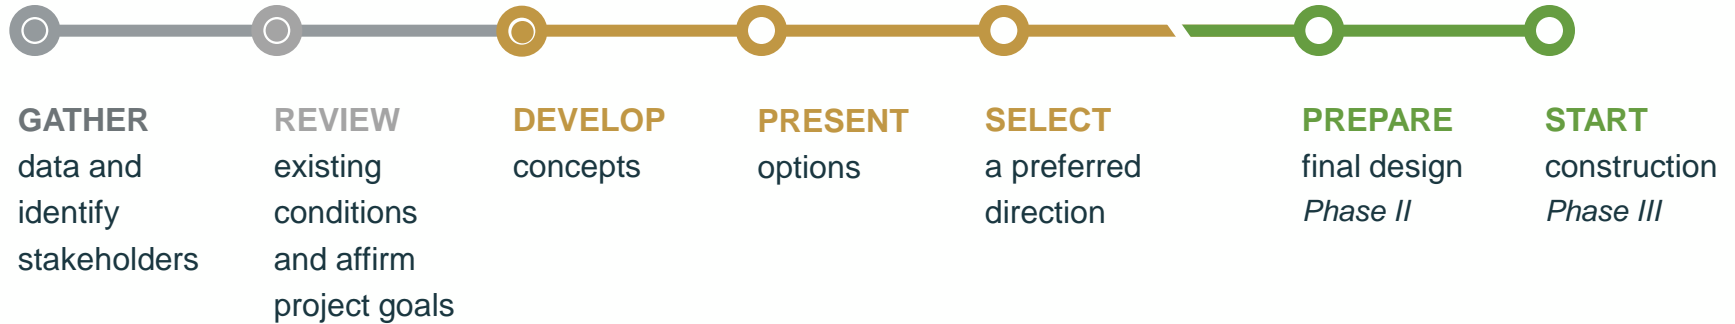 GATHER
data and
identify
stakeholders
REVIEW
existing
conditions
and affirm
project goals
DEVELOP
concepts
PRESENT
options
SELECT
a preferred
direction
PREPARE
final design
Phase II
START
construction
Phase III